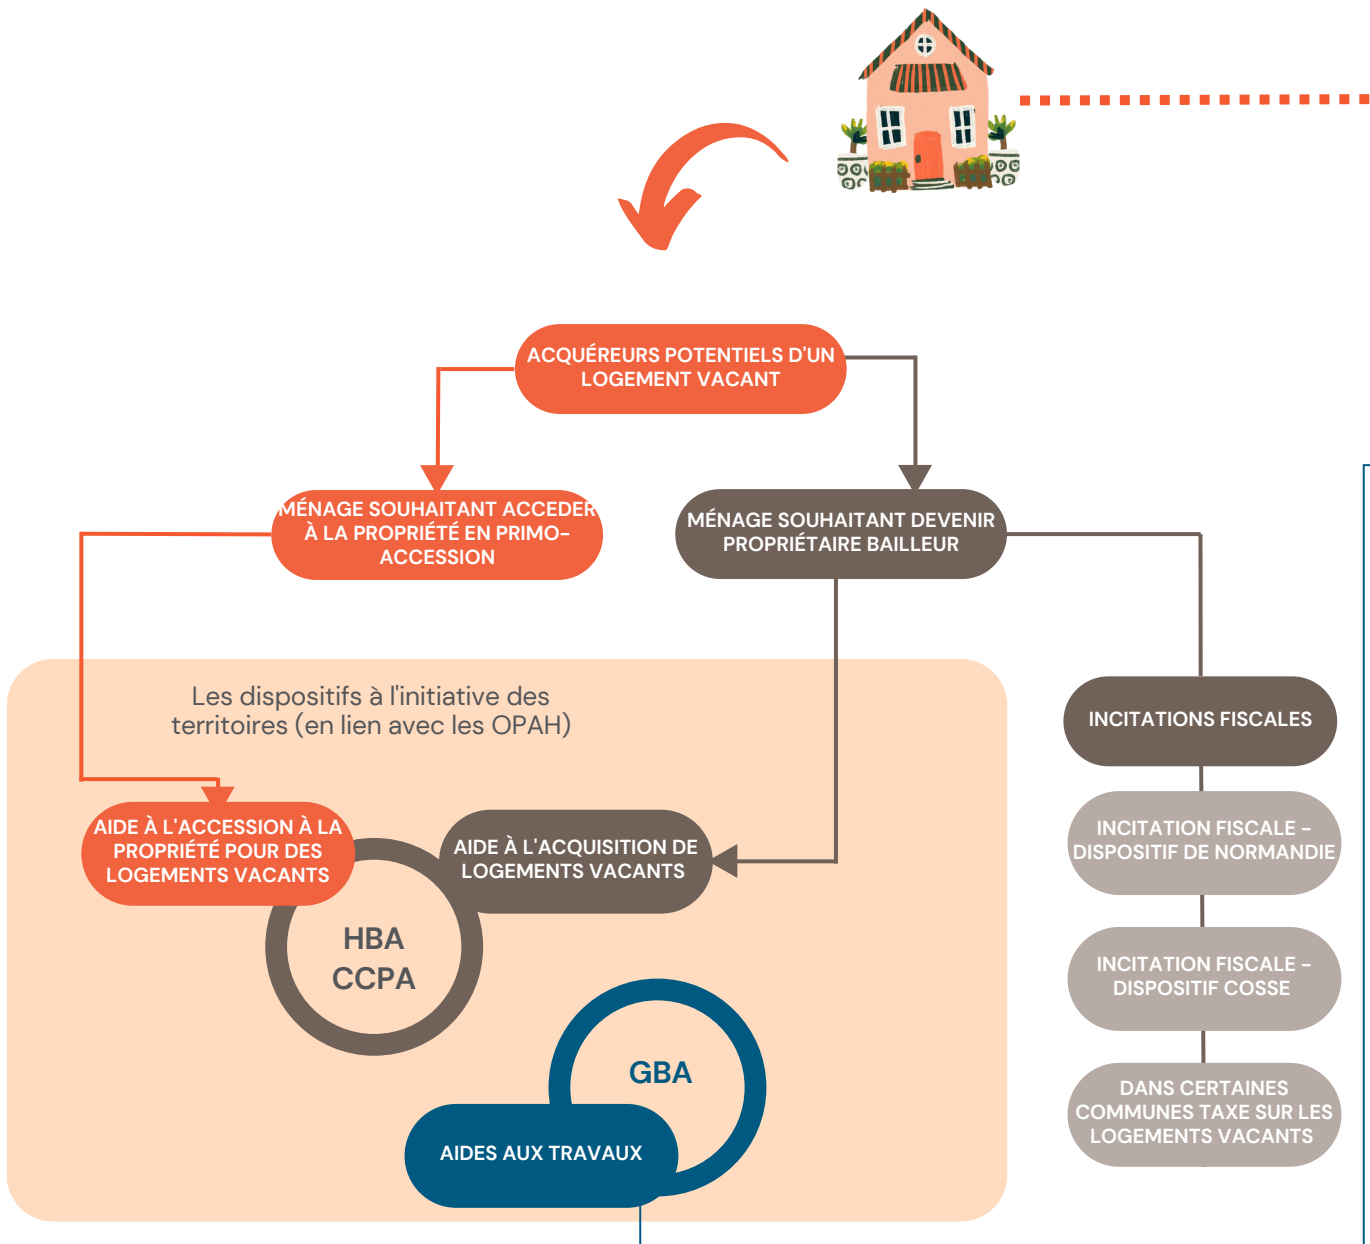 ACQUÉREURS POTENTIELS D'UN
LOGEMENT VACANT
MÉNAGE SOUHAITANT ACCEDER
À LA PROPRIÉTÉ EN PRIMO-
ACCESSION
MÉNAGE SOUHAITANT DEVENIR
PROPRIÉTAIRE BAILLEUR
Les dispositifs à l'initiative des
territoires (en lien avec les OPAH)
AIDE À L'ACCESSION À LA
PROPRIÉTÉ POUR DES
LOGEMENTS VACANTS
AIDE À L'ACQUISITION DE
LOGEMENTS VACANTS
HBA
CCPA
GBA
AIDES AUX TRAVAUX
INCITATIONS FISCALES
INCITATION FISCALE -
DISPOSITIF DE NORMANDIE
INCITATION FISCALE -
DISPOSITIF COSSE
DANS CERTAINES
COMMUNES TAXE SUR LES
LOGEMENTS VACANTS